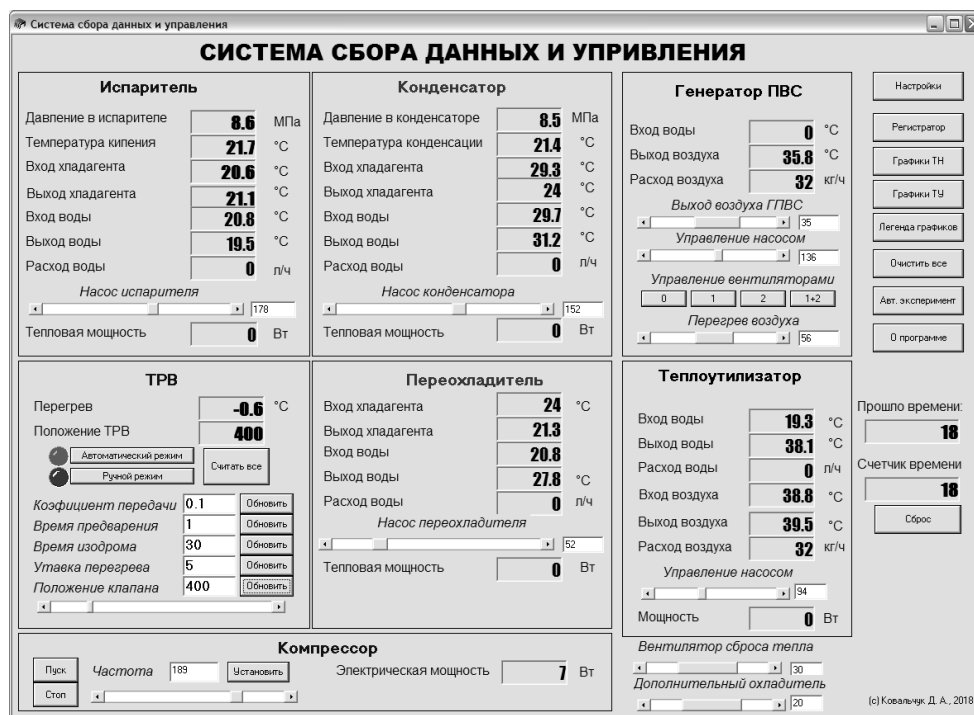 Система сбора данных и управления
СИСТЕМА СБОРА ДАННЫХ И УПРИВЛЕНИЯ
Испаритель
Давление в испарителе 8.6 МПа
Температура кипения 21.7 °C
Вход хладагента 20.6 °C
Выход хладагента 21.1 °C
Вход воды 20.8 °C
Выход воды 19.5 °C
Расход воды 0 л/ч
Насос испарителя
178
Тепловая мощность 0 Вт
Конденсатор
Давление в конденсаторе 8.5 МПа
Температура конденсации 21.4 °C
Вход хладагента 29.3 °C
Выход хладагента 24 °C
Вход воды 29.7 °C
Выход воды 31.2 °C
Расход воды 0 л/ч
Насос конденсатора
152
Тепловая мощность 0 Вт
Генератор ПВС
Вход воды 0 °C
Выход воздуха 35.8 °C
Расход воздуха 32 кг/ч
Выход воздуха ГПВС
35
Управление насосом
136
Управление вентиляторами
0 1 2 1+2
Перегрев воздуха
56
Настройки
Регистратор
Графики ТН
Графики ТУ
Легенда графиков
Очистить все
Авт. эксперимент
О программе
ТРВ
Перегрев -0.6 °C
Положение ТРВ 400
Автоматический режим
Ручной режим
Считать все
Коэфициент передачи 0.1 Обновить
Время предварения 1 Обновить
Время изодрома 30 Обновить
Утавка перегрева 5 Обновить
Положение клапана 400 Обновить
Переохладитель
Вход хладагента 24 °C
Выход хладагента 21.3
Вход воды 20.8
Выход воды 27.8 °C
Расход воды 0 л/ч
Насос переохладителя
52
Тепловая мощность 0 Вт
Теплоутилизатор
Вход воды 19.3 °C
Выход воды 38.1 °C
Расход воды 0 л/ч
Вход воздуха 38.8 °C
Выход воздуха 39.5 °C
Расход воздуха 32 кг/ч
Управление насосом
94
Мощность 0 Вт
Прошло времени:
18
Счетчик времени
18
Сброс
Компрессор
Пуск Частота 189 Установить Электрическая мощность 7 Вт
Стоп
Вентилятор сброса тепла
30
Дополнительный охладитель
20
(c) Ковальчук Д. А., 2018